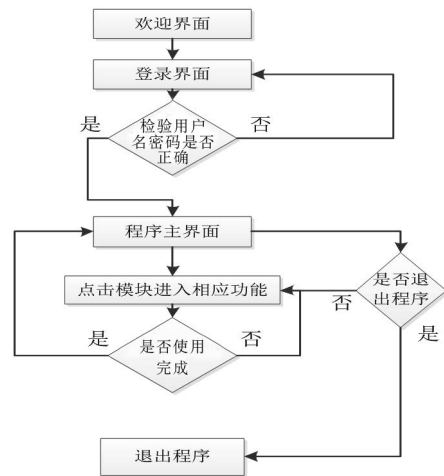 欢迎界面
登录界面
是
检验用户
名密码是否
正确
否
程序主界面
是否退
出程序
点击模块进入相应功能
否
是
是
是否使用
完成
否
退出程序